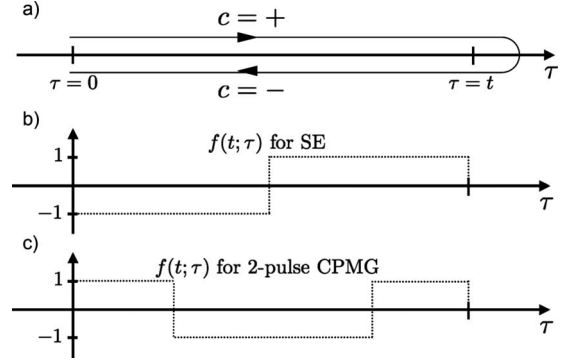 a)
c = +
τ = 0
τ = t
τ
c = −
b)
f(t; τ) for SE
1
−1
τ
c)
f(t; τ) for 2-pulse CPMG
1
−1
τ